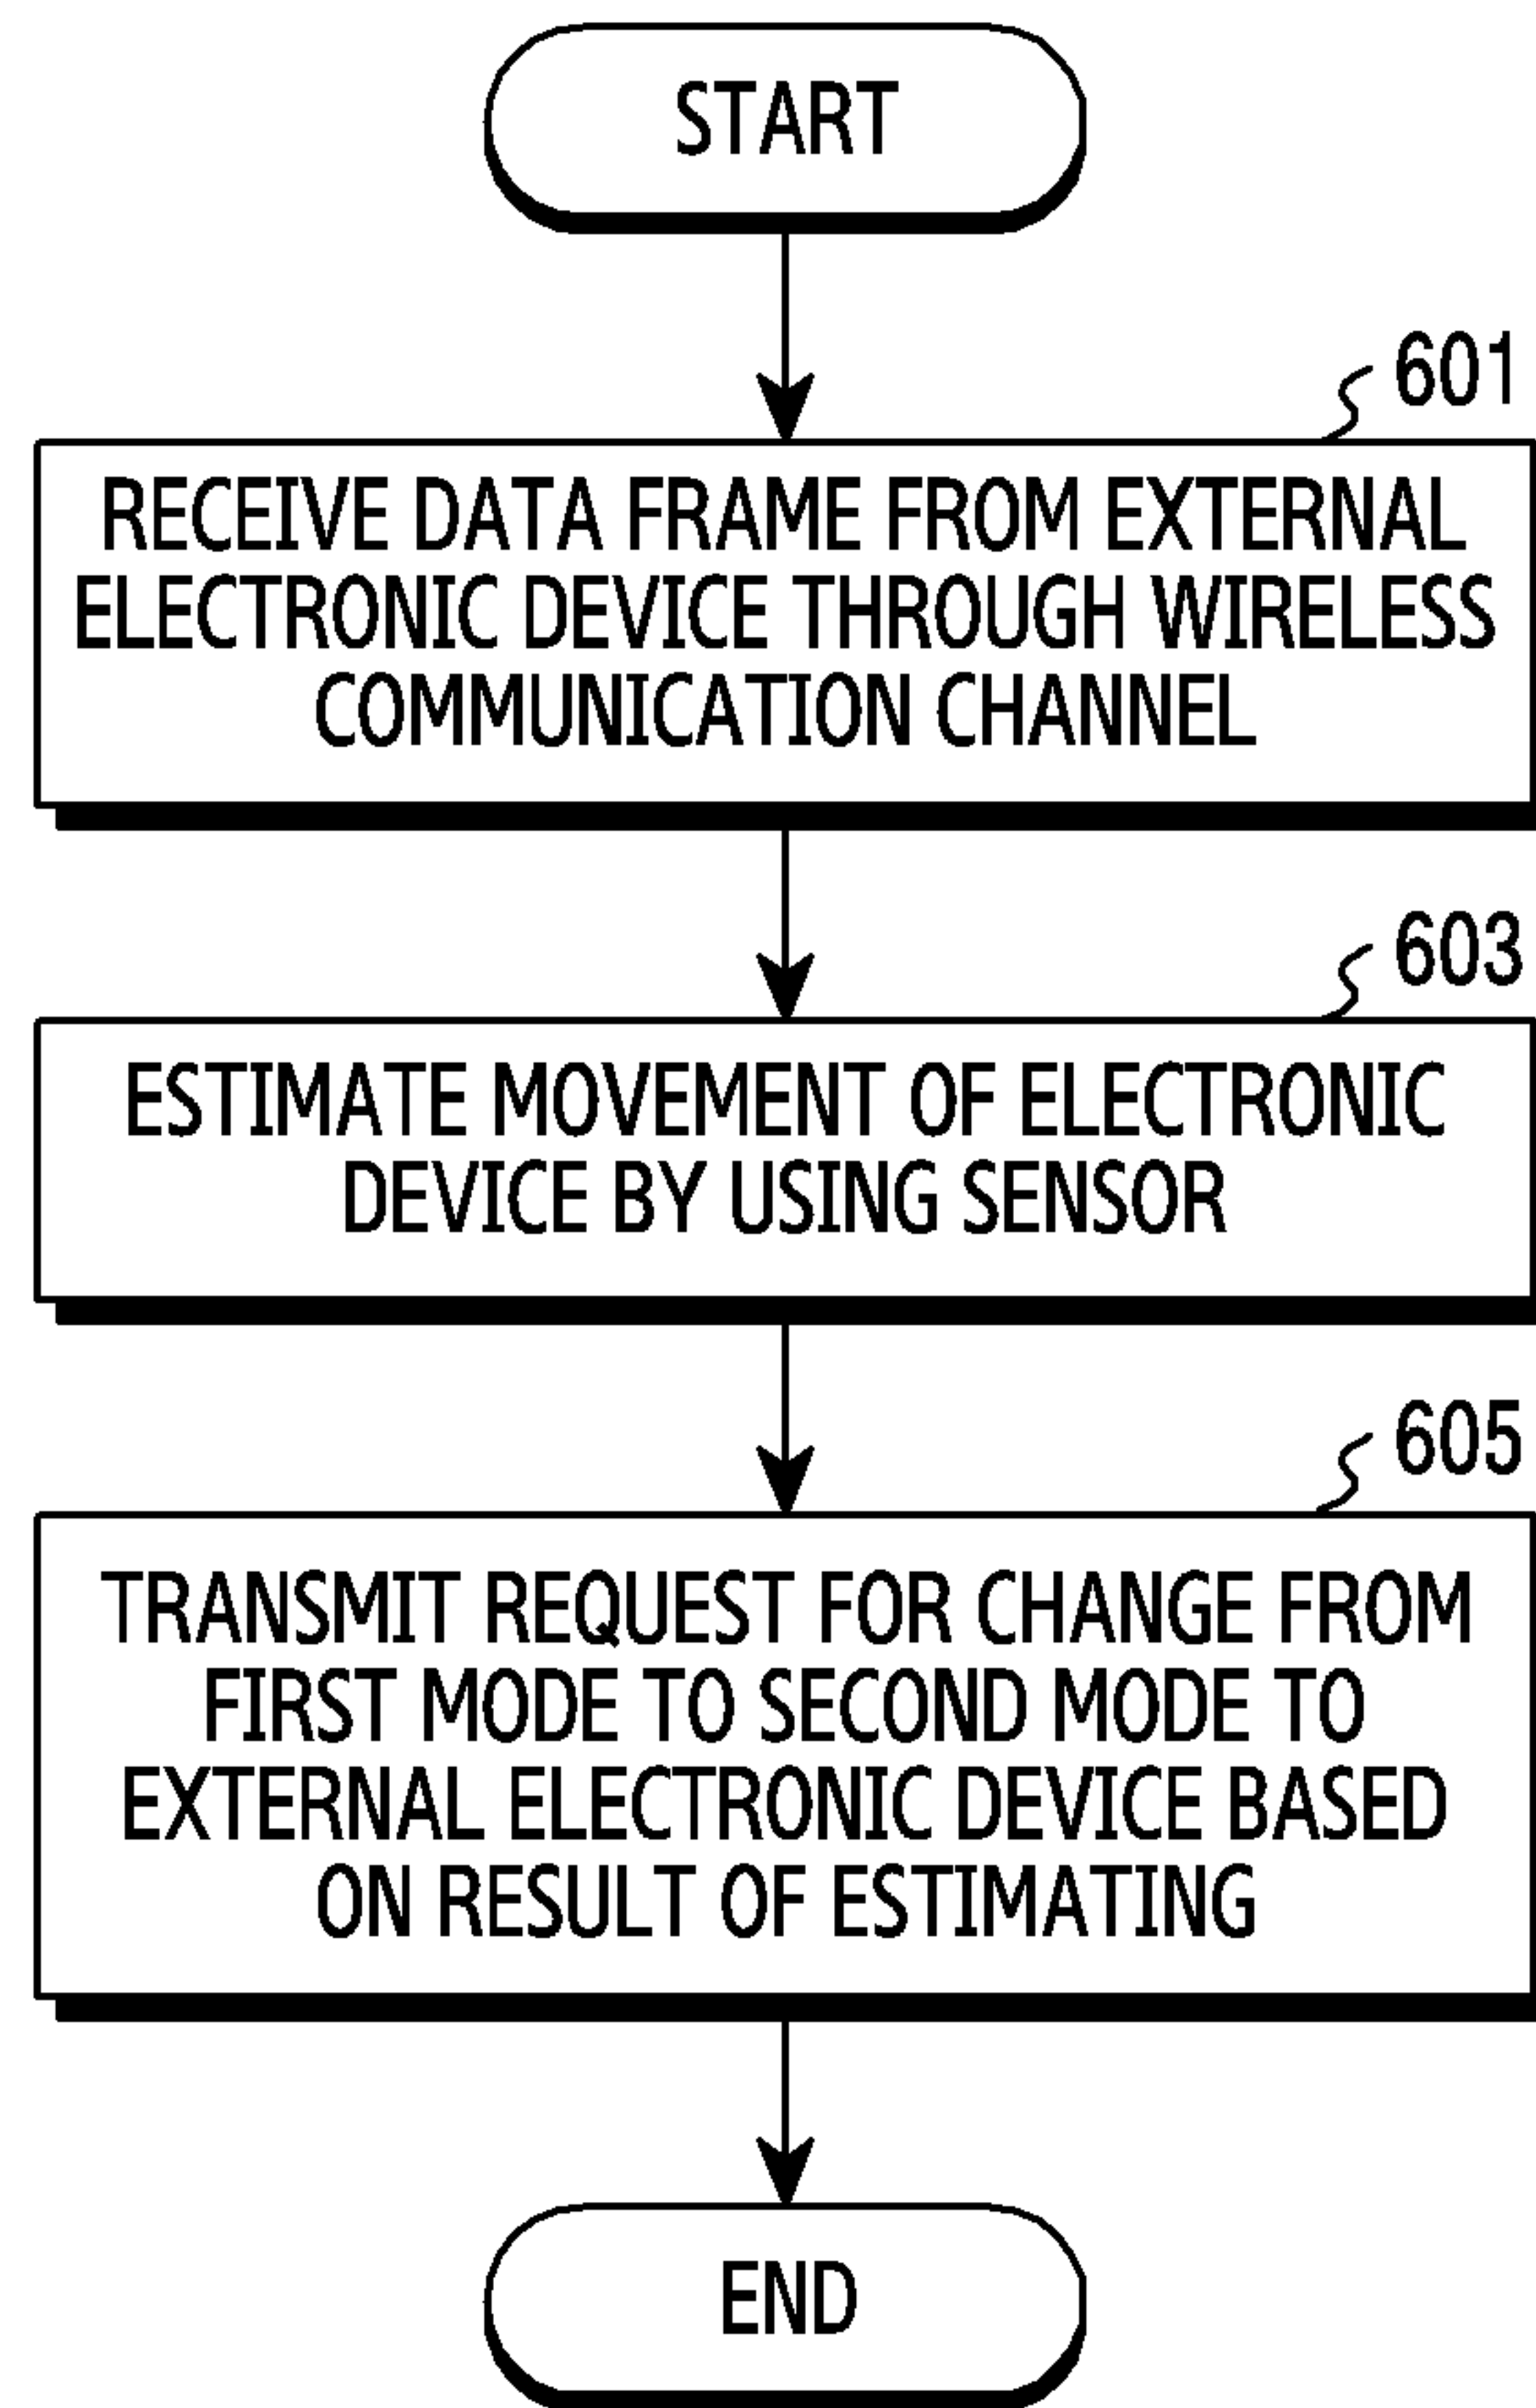 START
601
RECEIVE DATA FRAME FROM EXTERNAL
ELECTRONIC DEVICE THROUGH WIRELESS
COMMUNICATION CHANNEL
603
ESTIMATE MOVEMENT OF ELECTRONIC
DEVICE BY USING SENSOR
605
TRANSMIT REQUEST FOR CHANGE FROM
FIRST MODE TO SECOND MODE TO
EXTERNAL ELECTRONIC DEVICE BASED
ON RESULT OF ESTIMATING
END